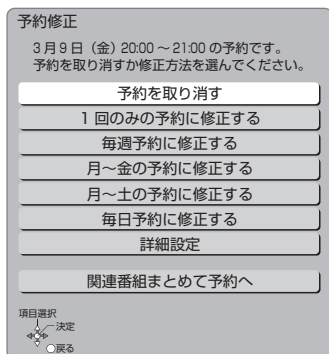 予約修正
3月9日（金）20:00～21:00の予約です。
予約を取り消すか修正方法を選んでください。
予約を取り消す
1回のみの予約に修正する
毎週予約に修正する
月～金の予約に修正する
月～土の予約に修正する
毎日予約に修正する
詳細設定
関連番組まとめて予約へ
項目選択
決定
戻る